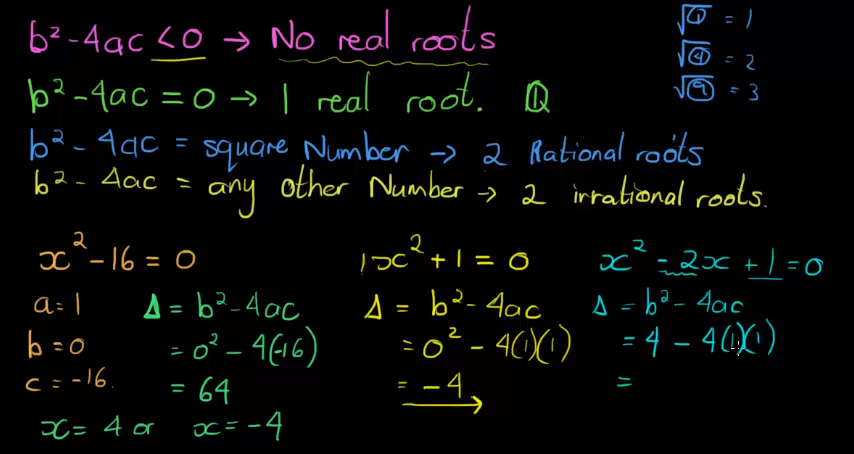 b² - 4ac < 0 → No real roots
b² - 4ac = 0 → 1 real root. ℚ
b² - 4ac = square Number → 2 Rational roots
b² - 4ac = any other Number → 2 irrational roots.
√1 = 1
√4 = 2
√9 = 3
x² - 16 = 0
a = 1
b = 0
c = -16.
Δ = b² - 4ac
= 0² - 4(-16)
= 64
x = 4 or x = -4
1x² + 1 = 0
Δ = b² - 4ac
= 0² - 4(1)(1)
= -4
x² - 2x + 1 = 0
Δ = b² - 4ac
= 4 - 4(1)(1)
=